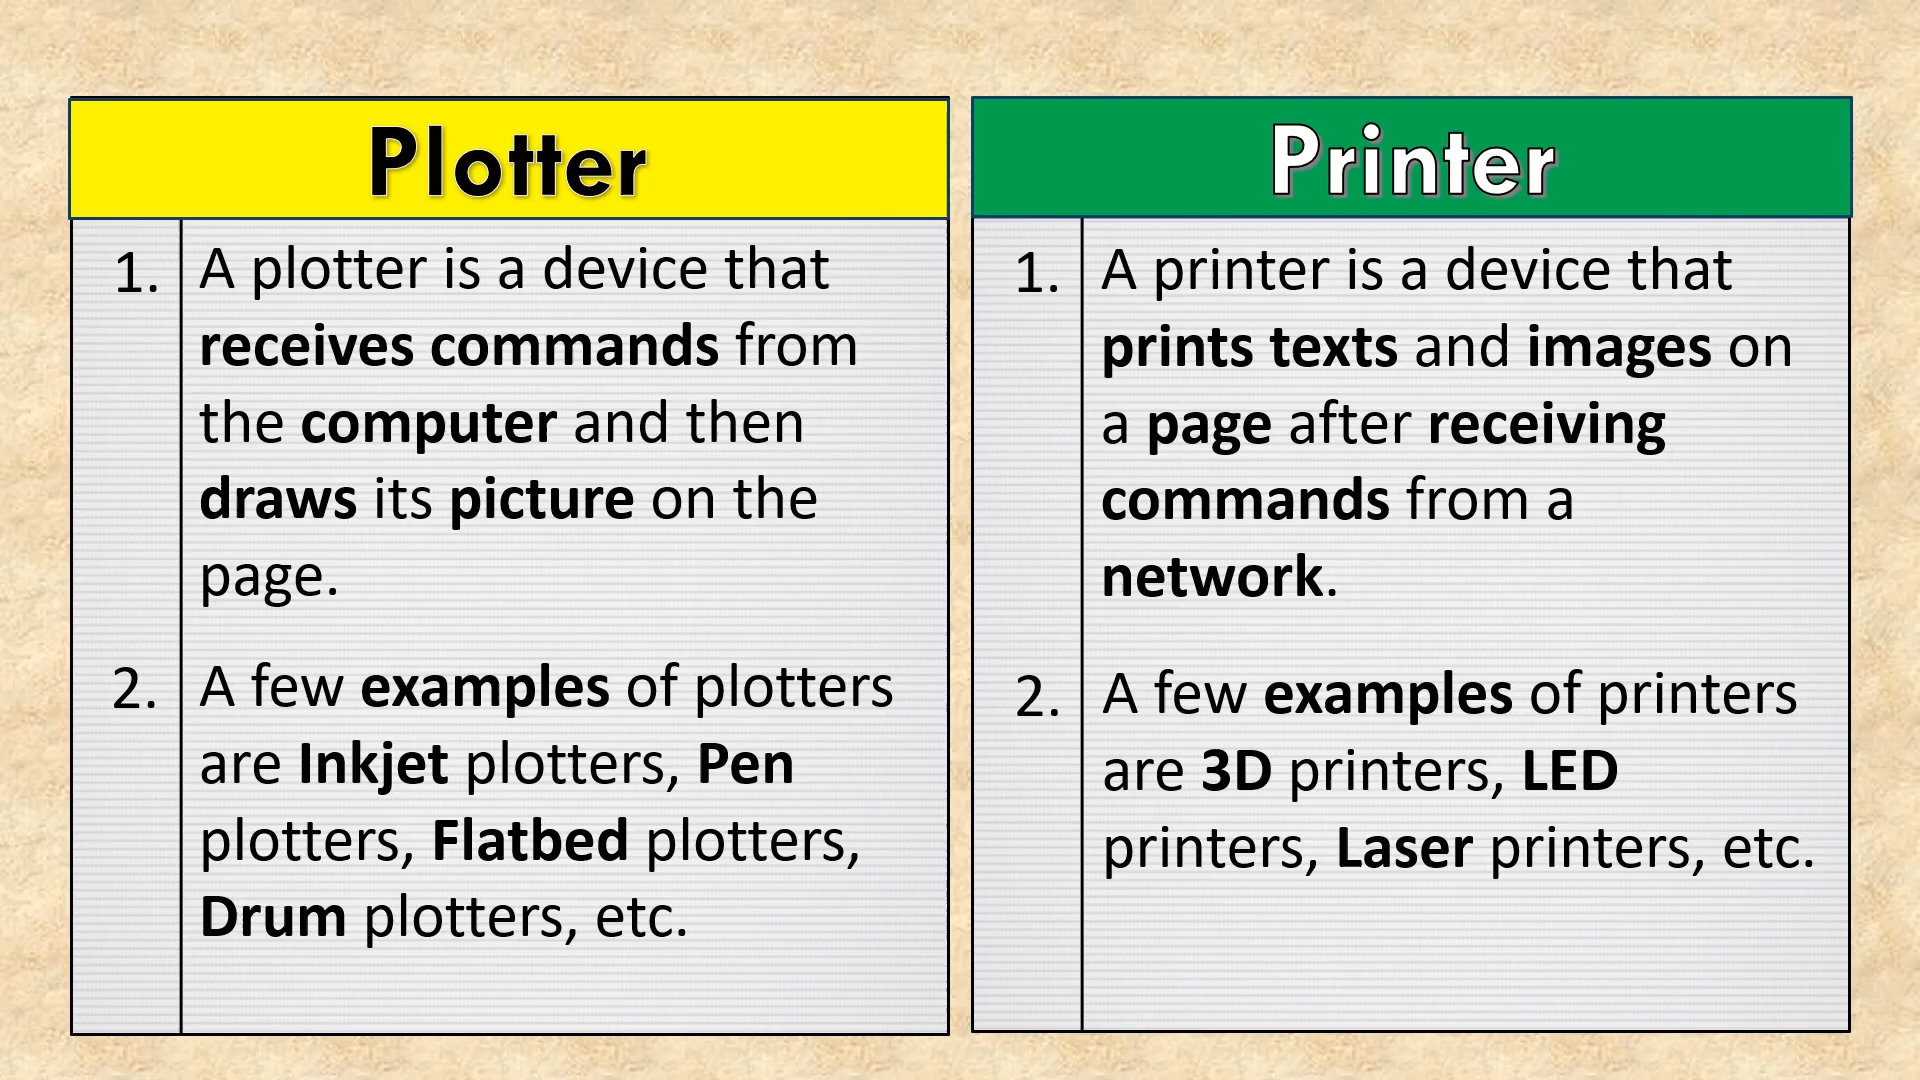 Plotter
1. A plotter is a device that
receives commands from
the computer and then
draws its picture on the
page.
2. A few examples of plotters
are Inkjet plotters, Pen
plotters, Flatbed plotters,
Drum plotters, etc.
Printer
1. A printer is a device that
prints texts and images on
a page after receiving
commands from a
network.
2. A few examples of printers
are 3D printers, LED
printers, Laser printers, etc.